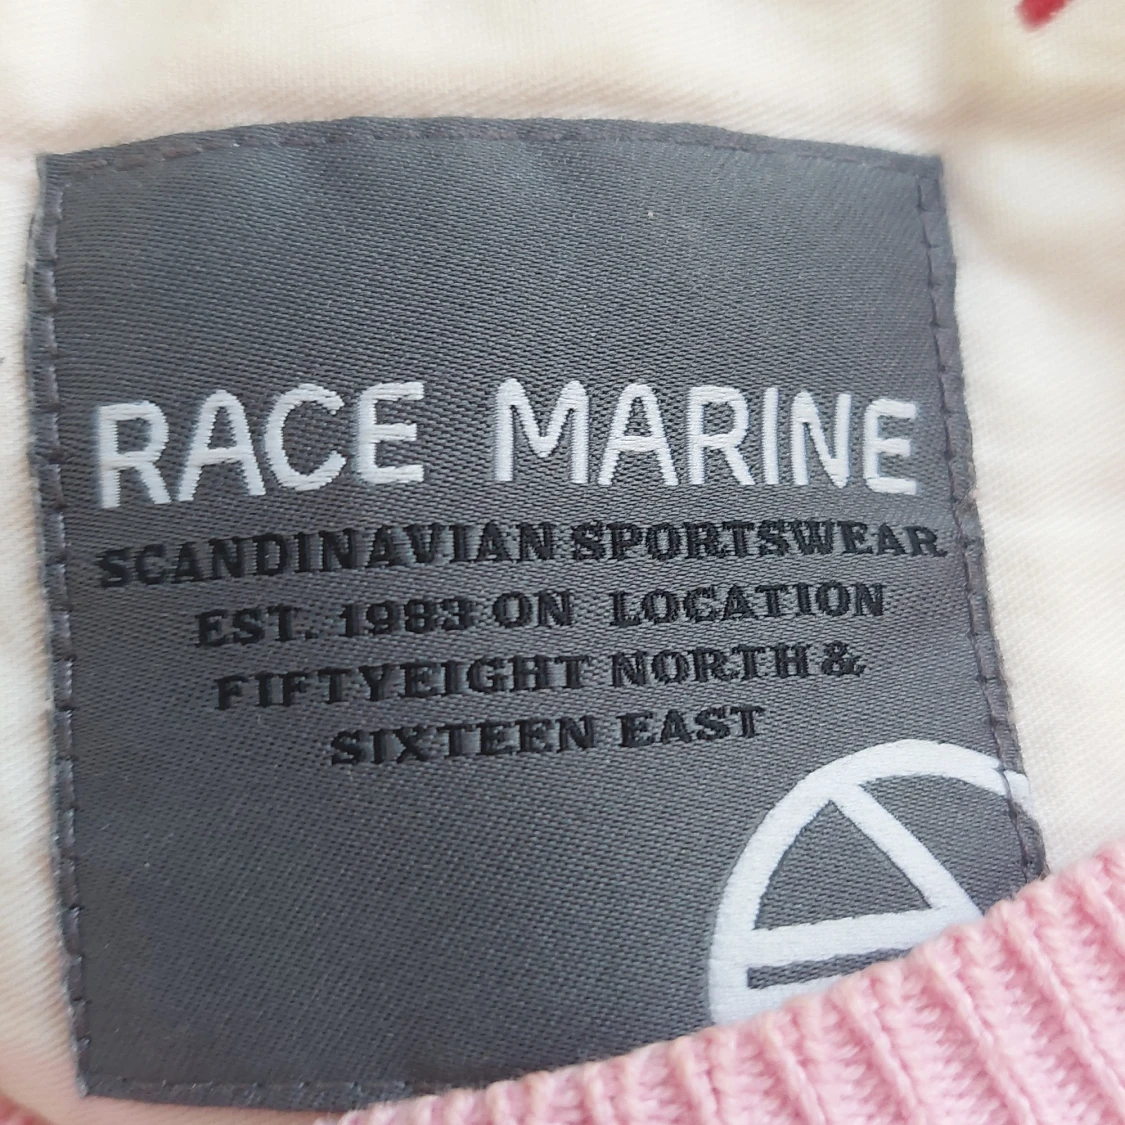 RACE MARINE
SCANDINAVIAN SPORTSWEAR
EST. 1983 ON LOCATION
FIFTYEIGHT NORTH &
SIXTEEN EAST